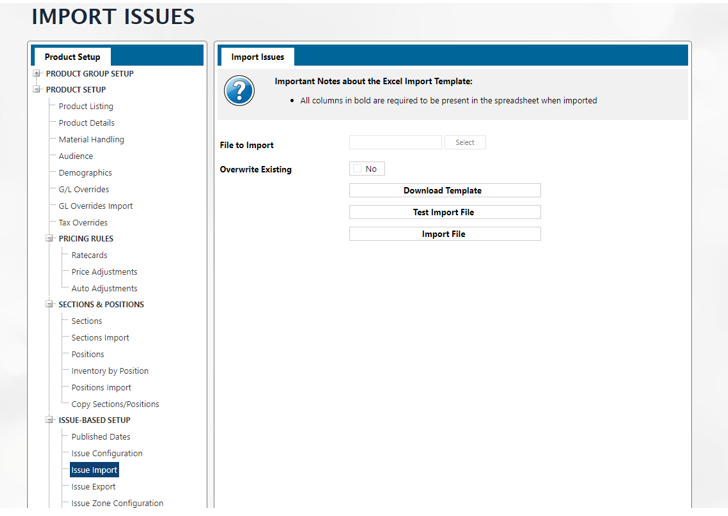 IMPORT ISSUES
Product Setup
PRODUCT GROUP SETUP
PRODUCT SETUP
Product Listing
Product Details
Material Handling
Audience
Demographics
G/L Overrides
GL Overrides Import
Tax Overrides
PRICING RULES
Ratecards
Price Adjustments
Auto Adjustments
SECTIONS & POSITIONS
Sections
Sections Import
Positions
Inventory by Position
Positions Import
Copy Sections/Positions
ISSUE-BASED SETUP
Published Dates
Issue Configuration
Issue Import
Issue Export
Issue Zone Configuration
Import Issues
?
Important Notes about the Excel Import Template:
• All columns in bold are required to be present in the spreadsheet when imported
File to Import
Select
Overwrite Existing
No
Download Template
Test Import File
Import File